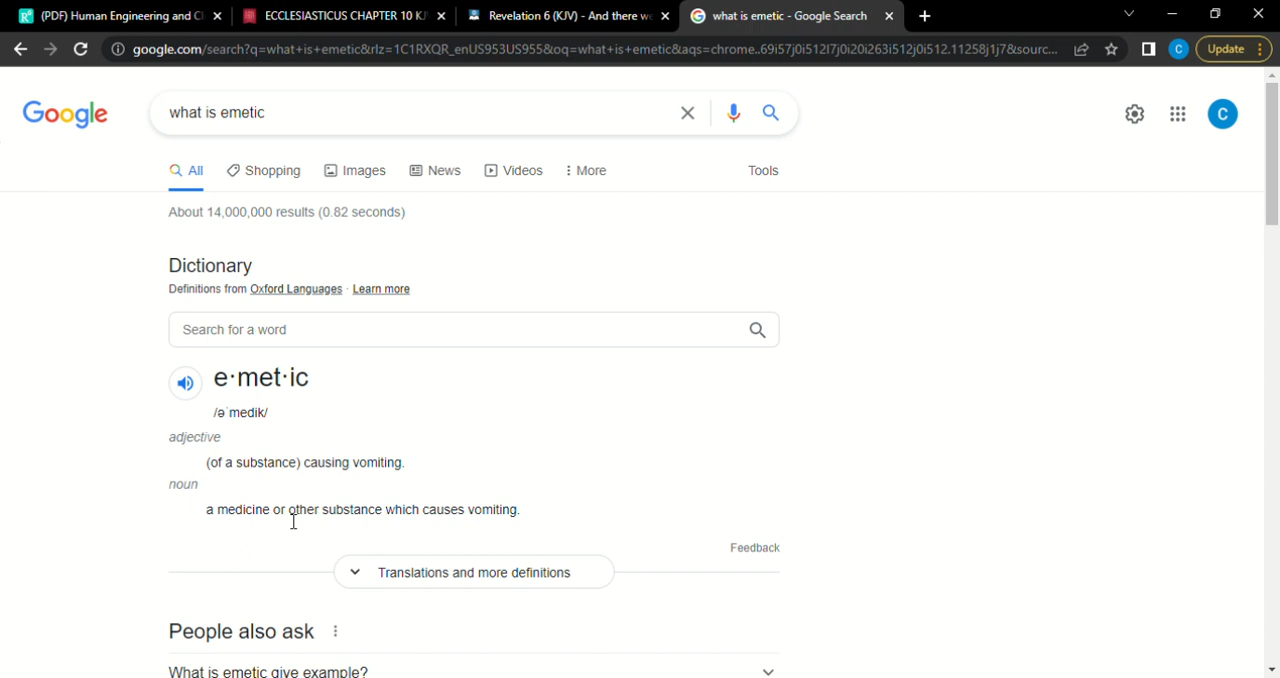 (PDF) Human Engineering and C
ECCLESIASTICUS CHAPTER 10 K
Revelation 6 (KJV) - And there w
what is emetic - Google Search
google.com/search?q=what+is+emetic&rlz=1C1RXQR_enUS953US955&oq=what+is+emetic&aqs=chrome..69i57j0i512l7j0i20i263i512j0i512.11258j1j7&sourc...
C
Update
Google
what is emetic
C
All
Shopping
Images
News
Videos
More
Tools
About 14,000,000 results (0.82 seconds)
Dictionary
Definitions from Oxford Languages · Learn more
Search for a word
e·met·ic
/əˈmedik/
adjective
(of a substance) causing vomiting.
noun
a medicine or other substance which causes vomiting.
Feedback
Translations and more definitions
People also ask
What is emetic give example?